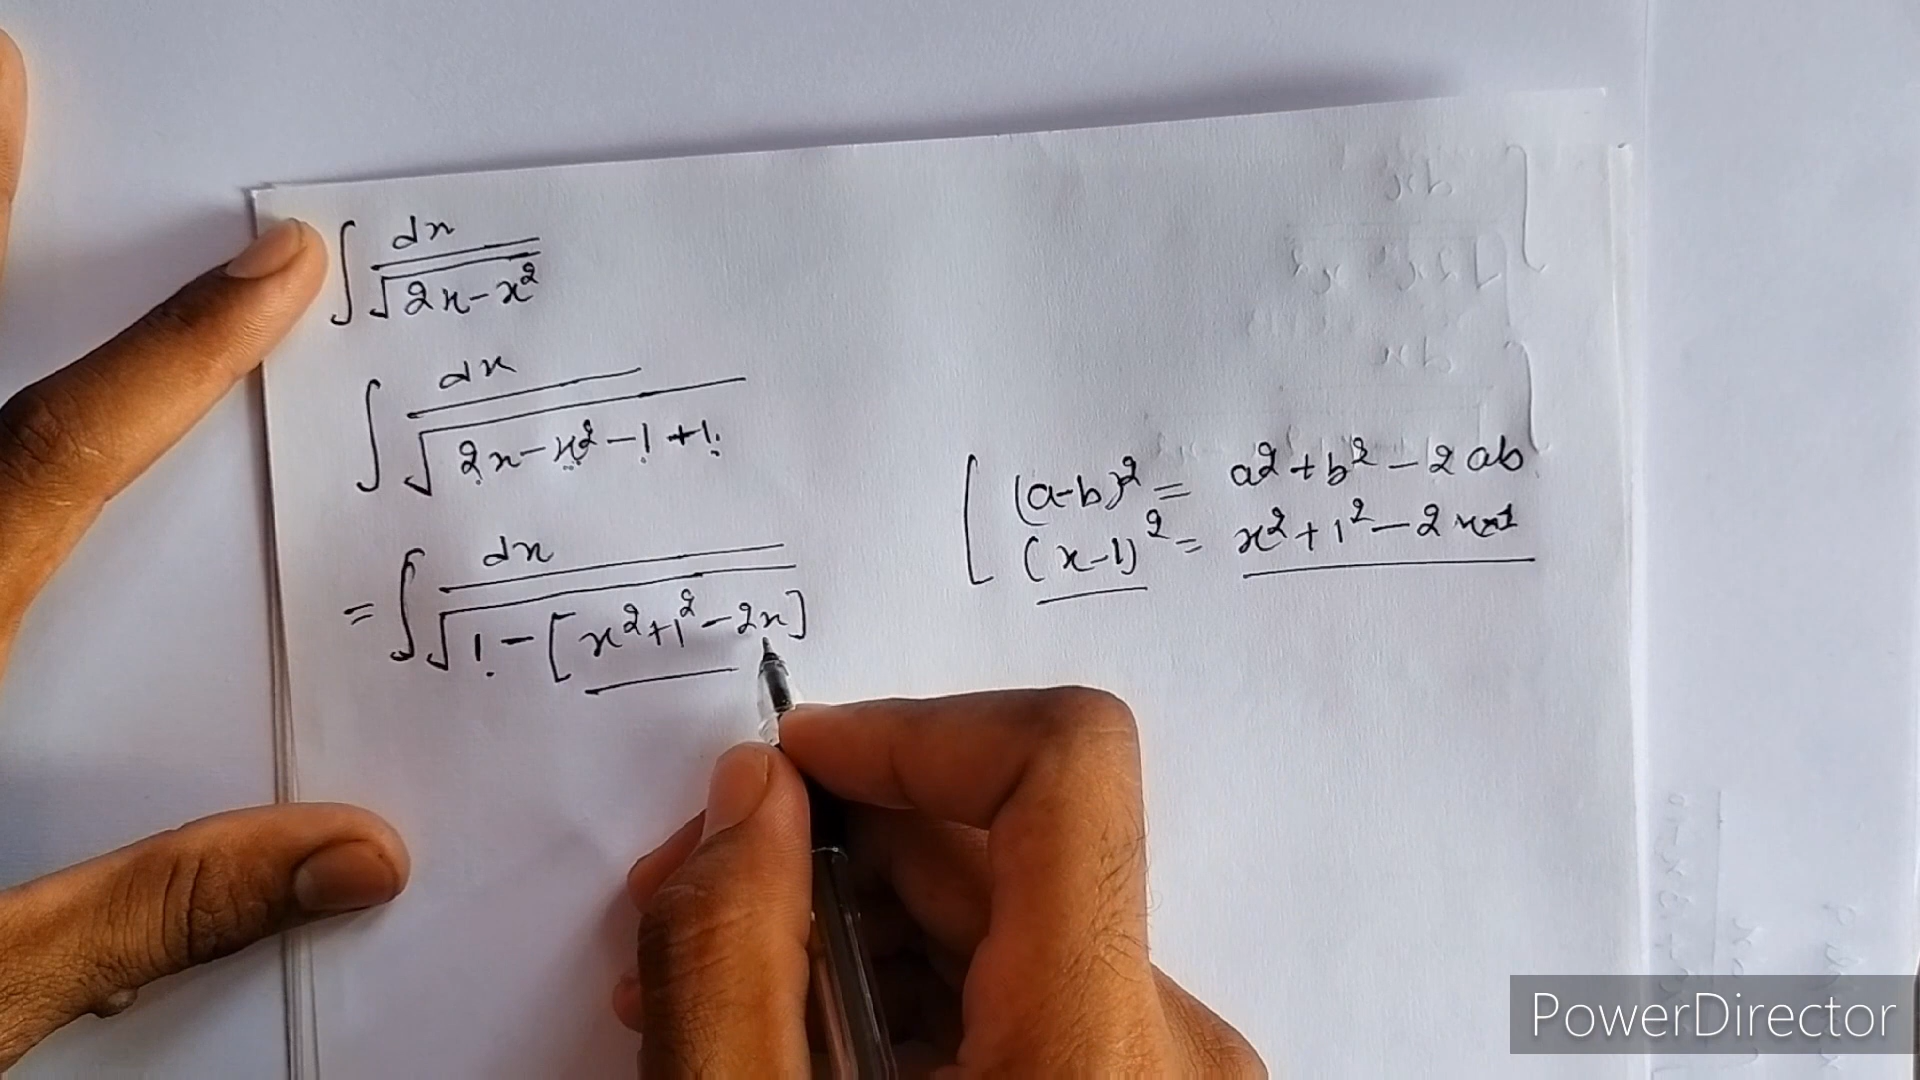 ∫ dx / √(2x - x²)
∫ dx / √(2x - x² - 1 + 1)
= ∫ dx / √(1 - [x² + 1² - 2x])
(a-b)² = a² + b² - 2ab
(x-1)² = x² + 1² - 2x×1
PowerDirector